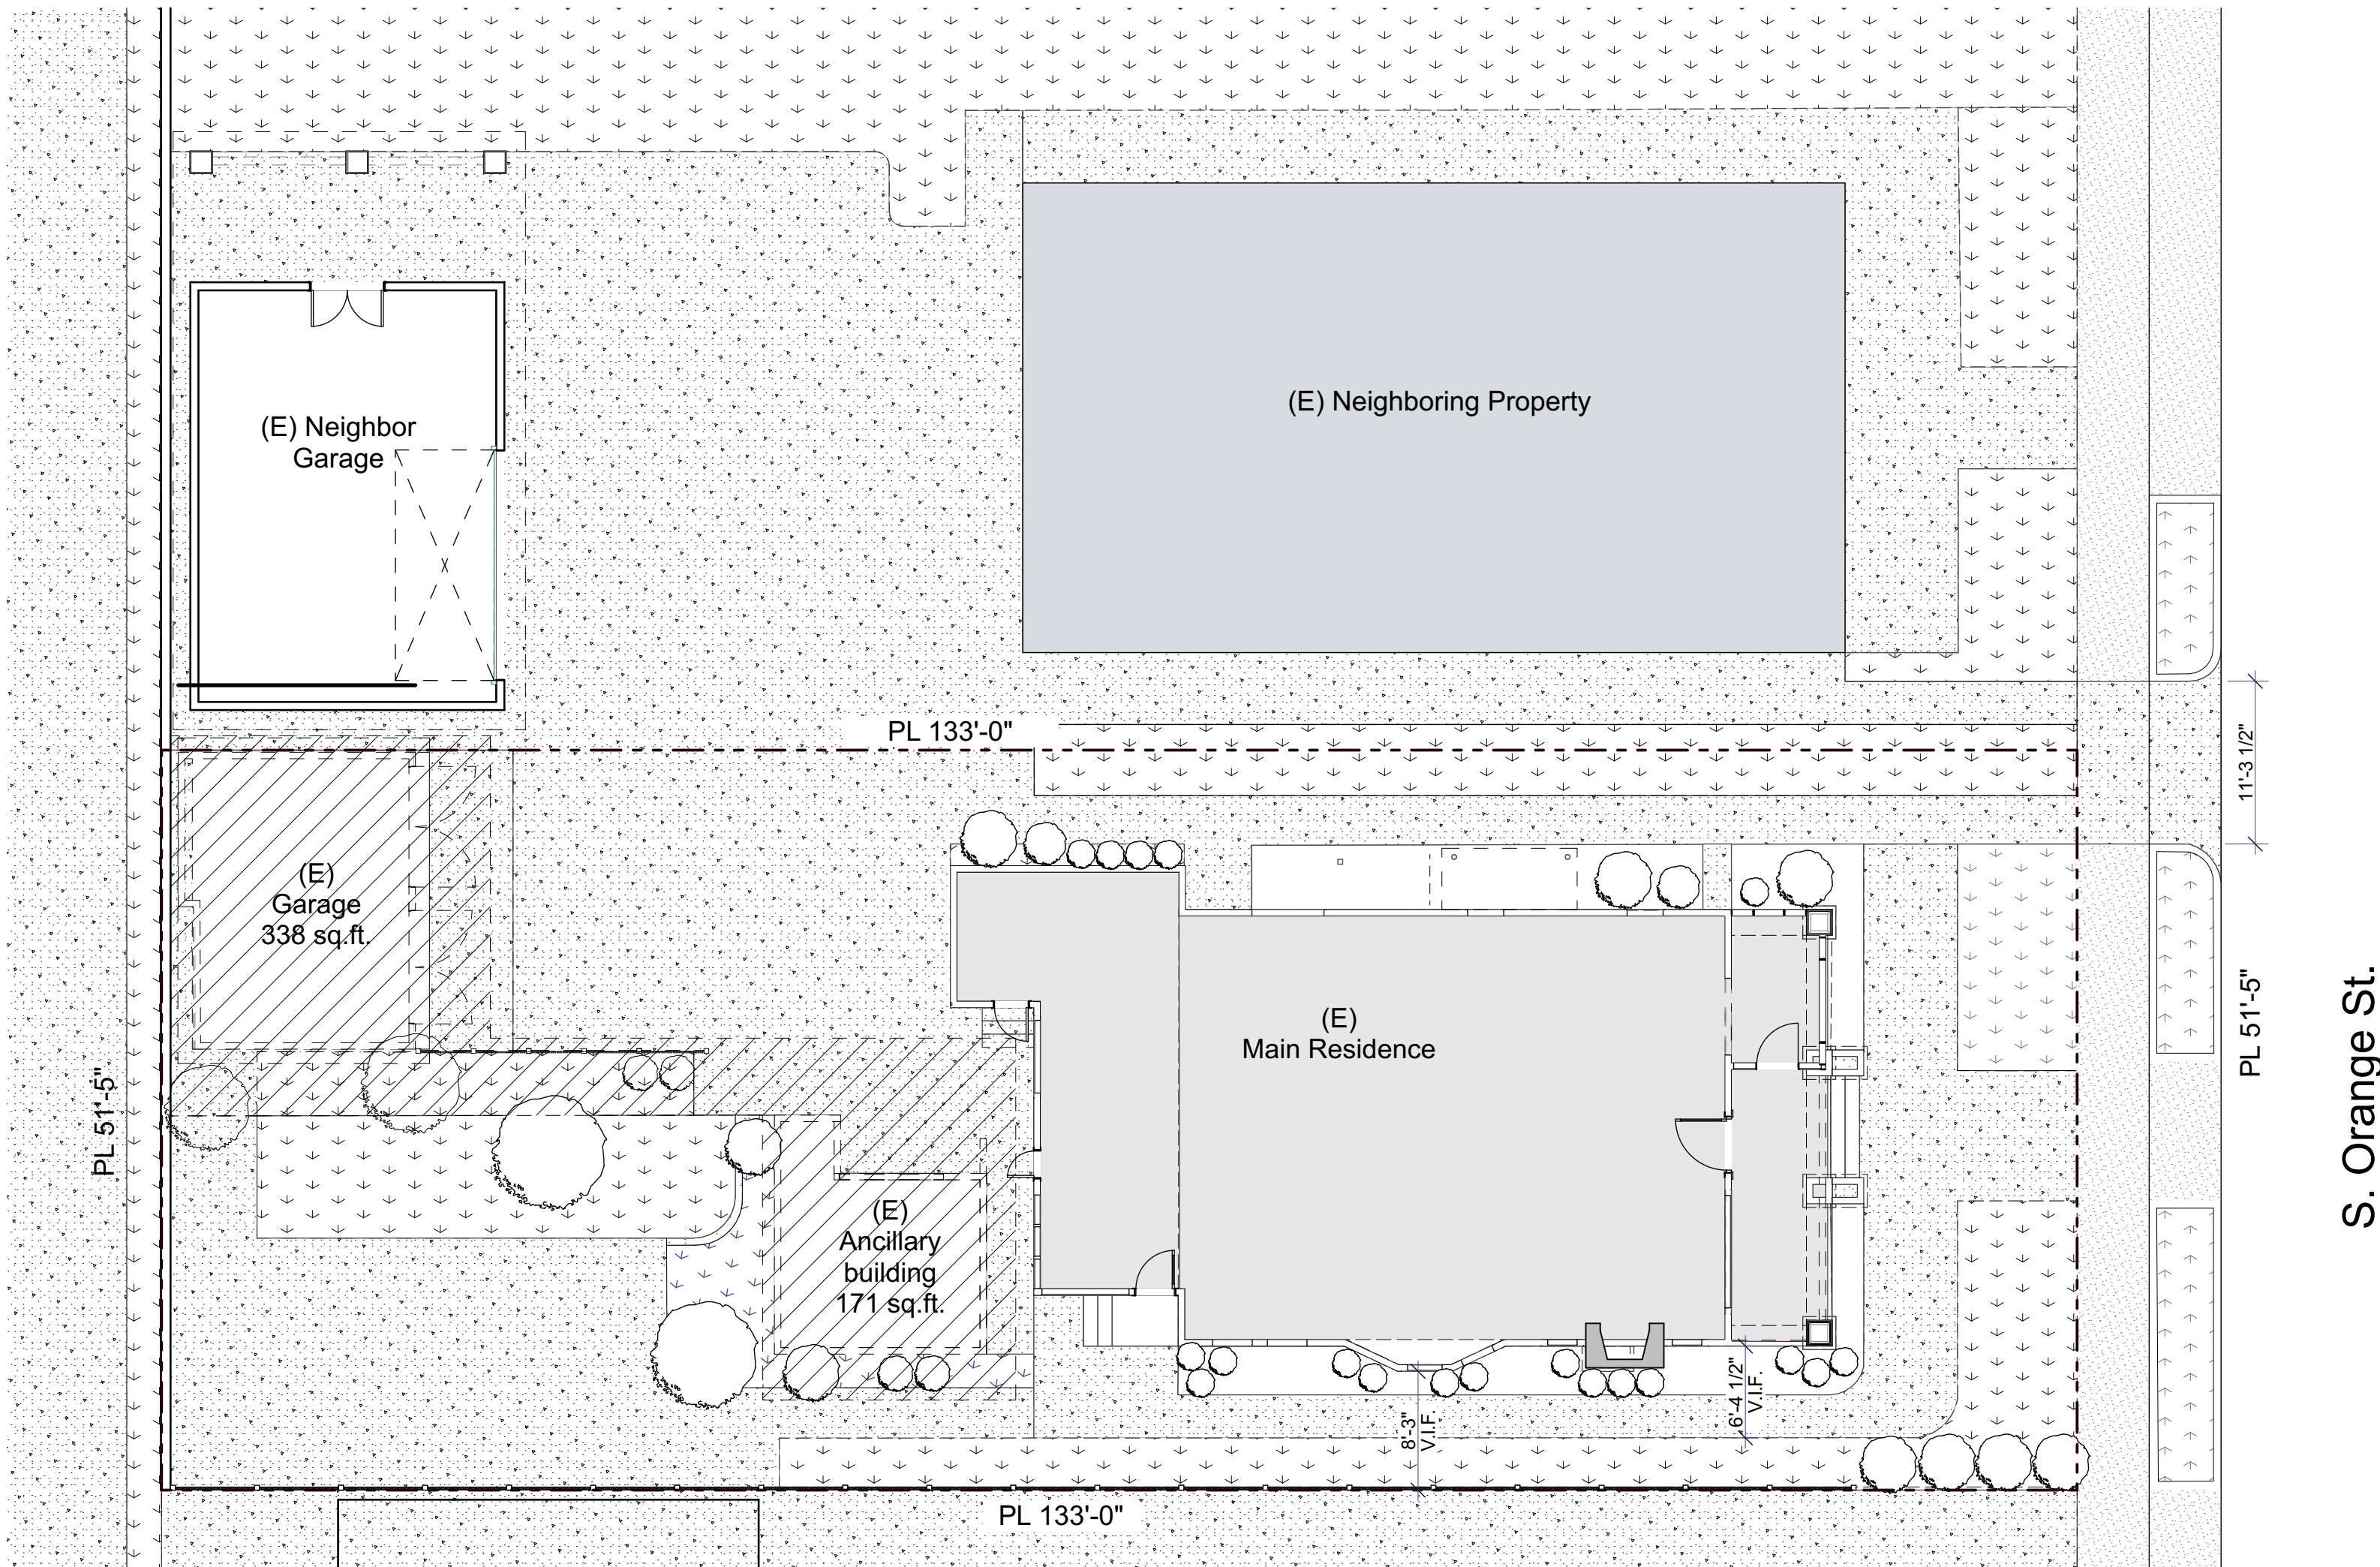 (E) Neighboring Property
(E) Neighbor
Garage
PL 133'-0"
11'-3 1/2"
(E)
Garage
338 sq.ft.
(E)
Main Residence
PL 51'-5"
PL 51'-5"
S. Orange St.
(E)
Ancillary
building
171 sq.ft.
8'-3"
V.I.F.
6'-4 1/2"
V.I.F.
PL 133'-0"